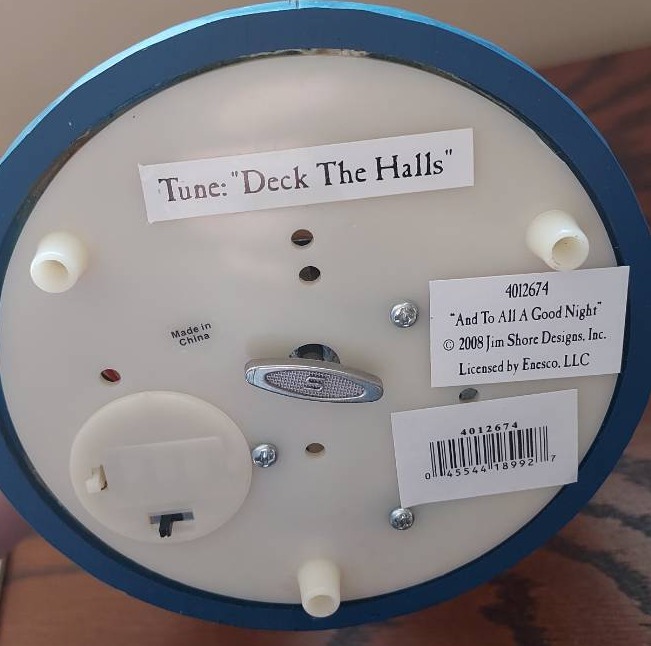 Tune: "Deck The Halls"
4012674
"And To All A Good Night"
© 2008 Jim Shore Designs, Inc.
Licensed by Enesco, LLC
Made in
China
S
4012674
0 45544 18992 7